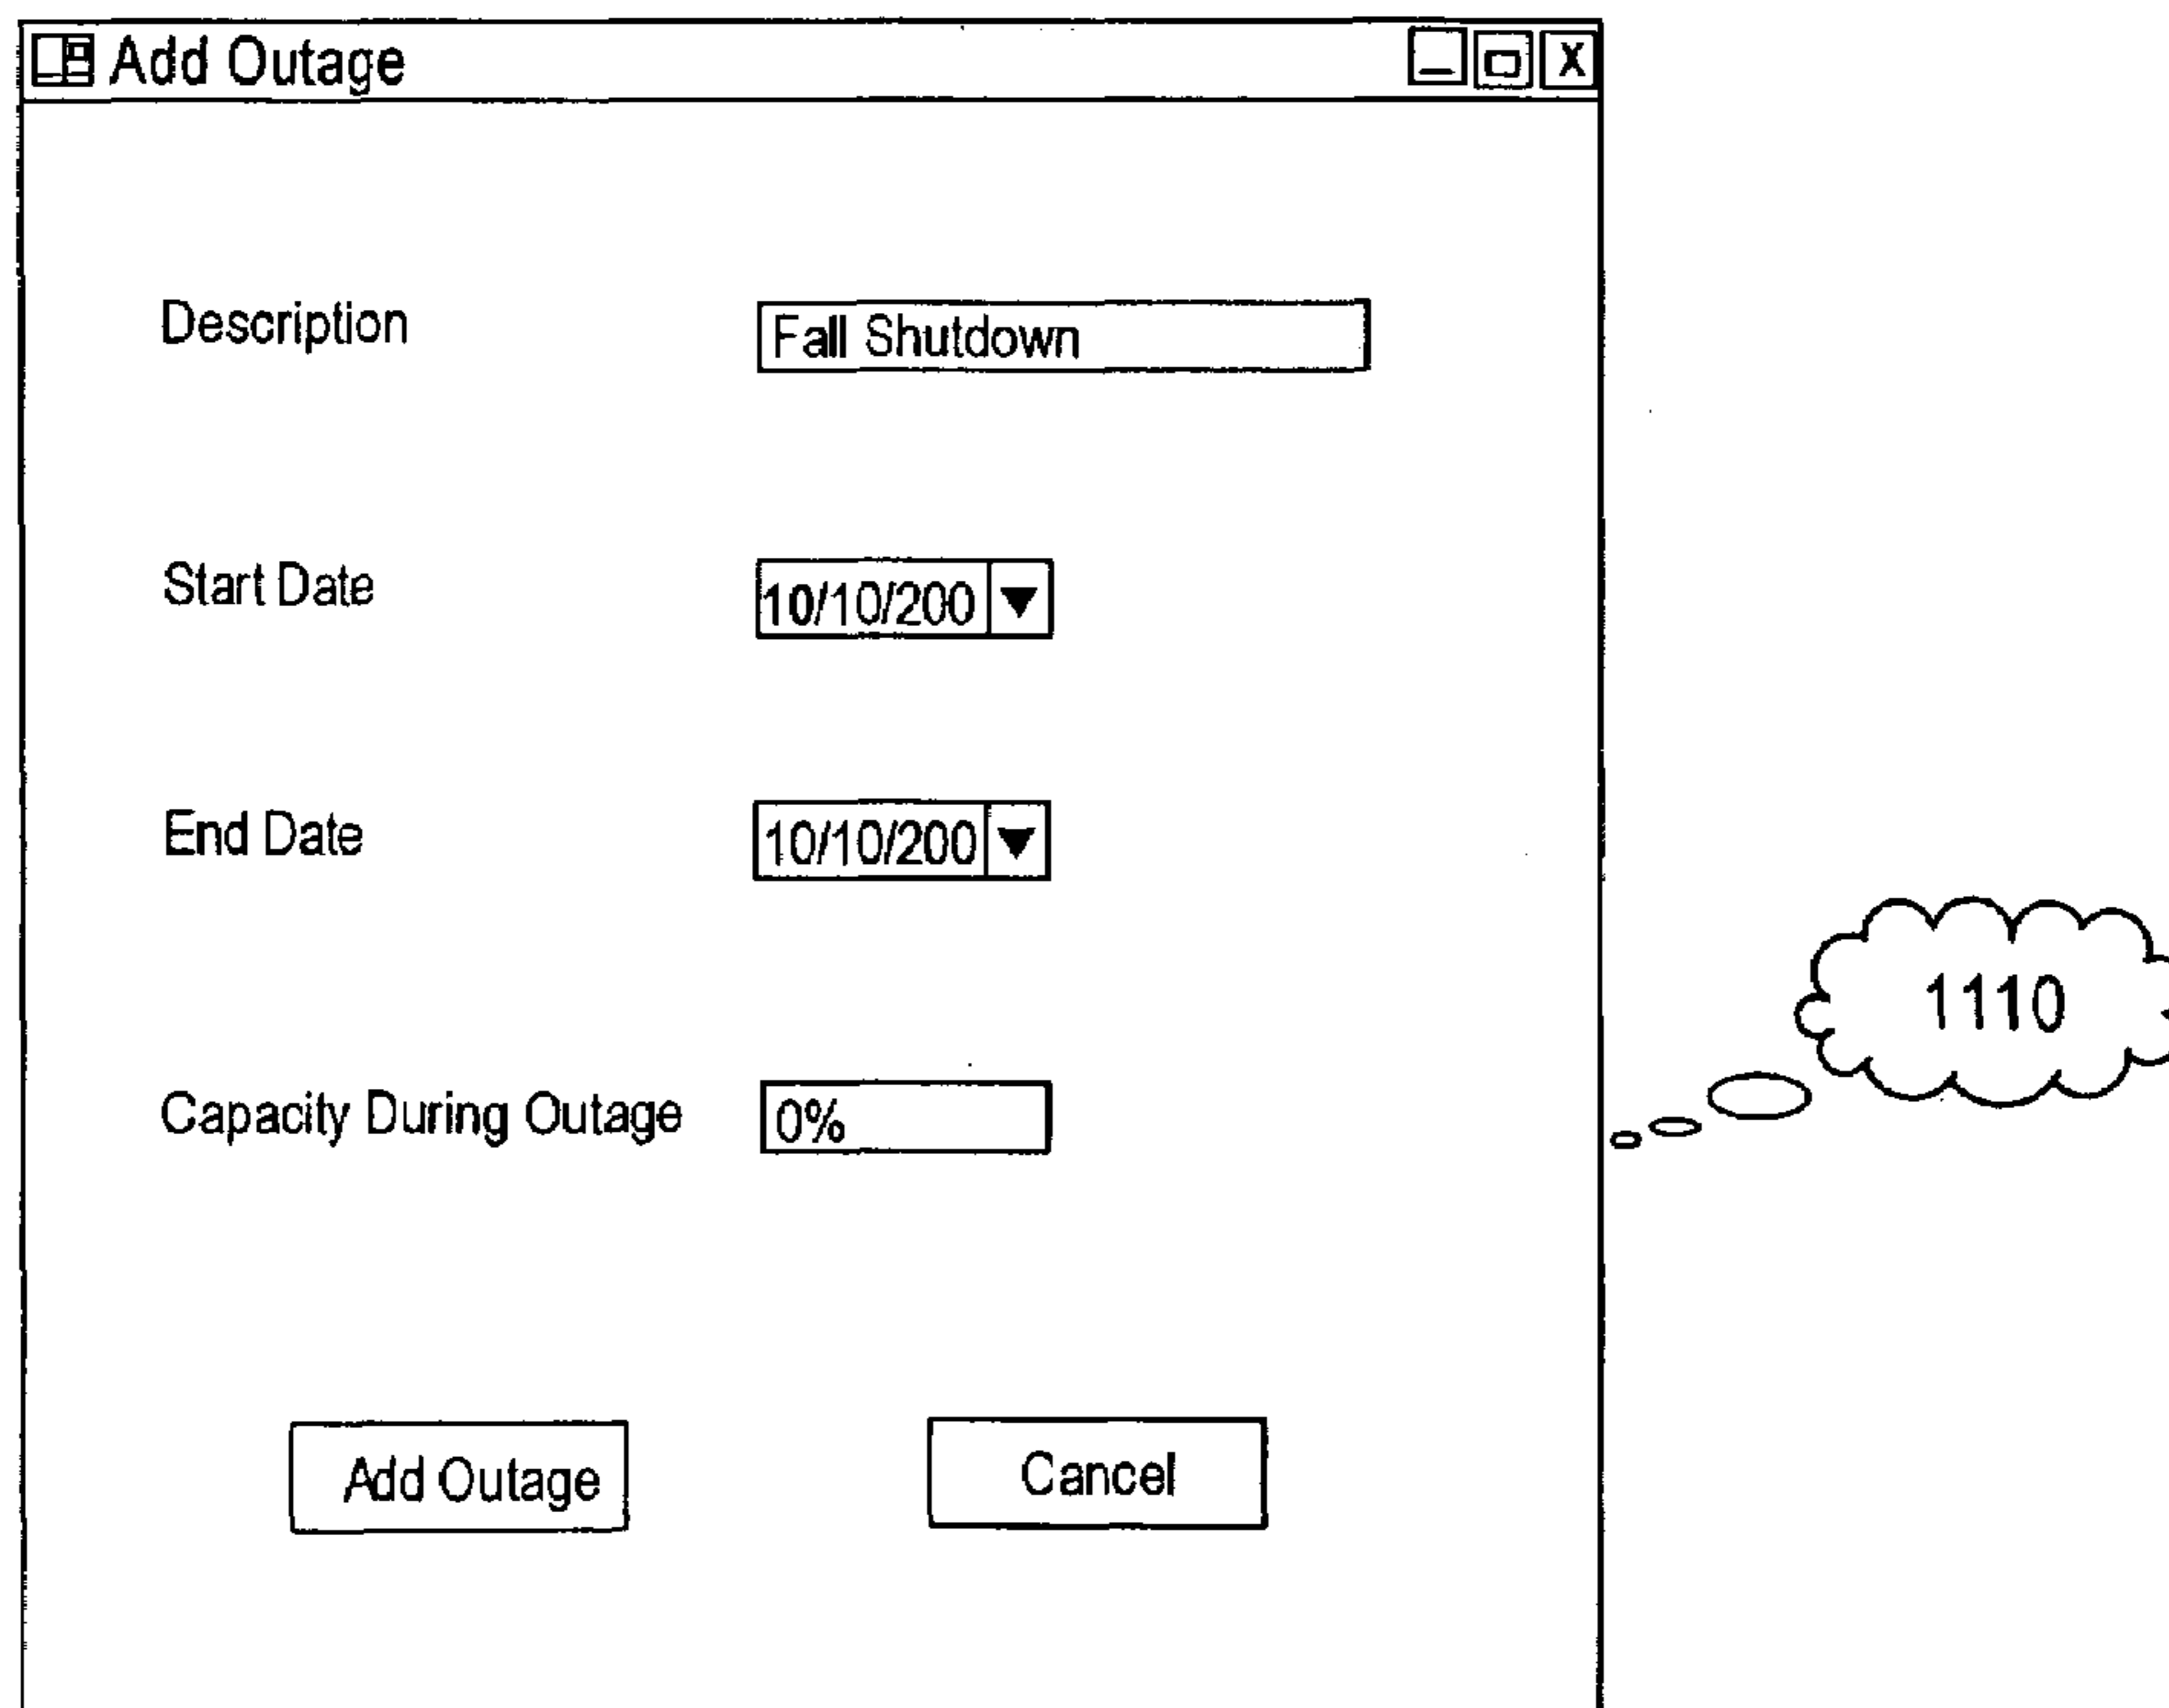 Add Outage
Description Fall Shutdown
Start Date 10/10/200
End Date 10/10/200
1110
Capacity During Outage 0%
Add Outage Cancel